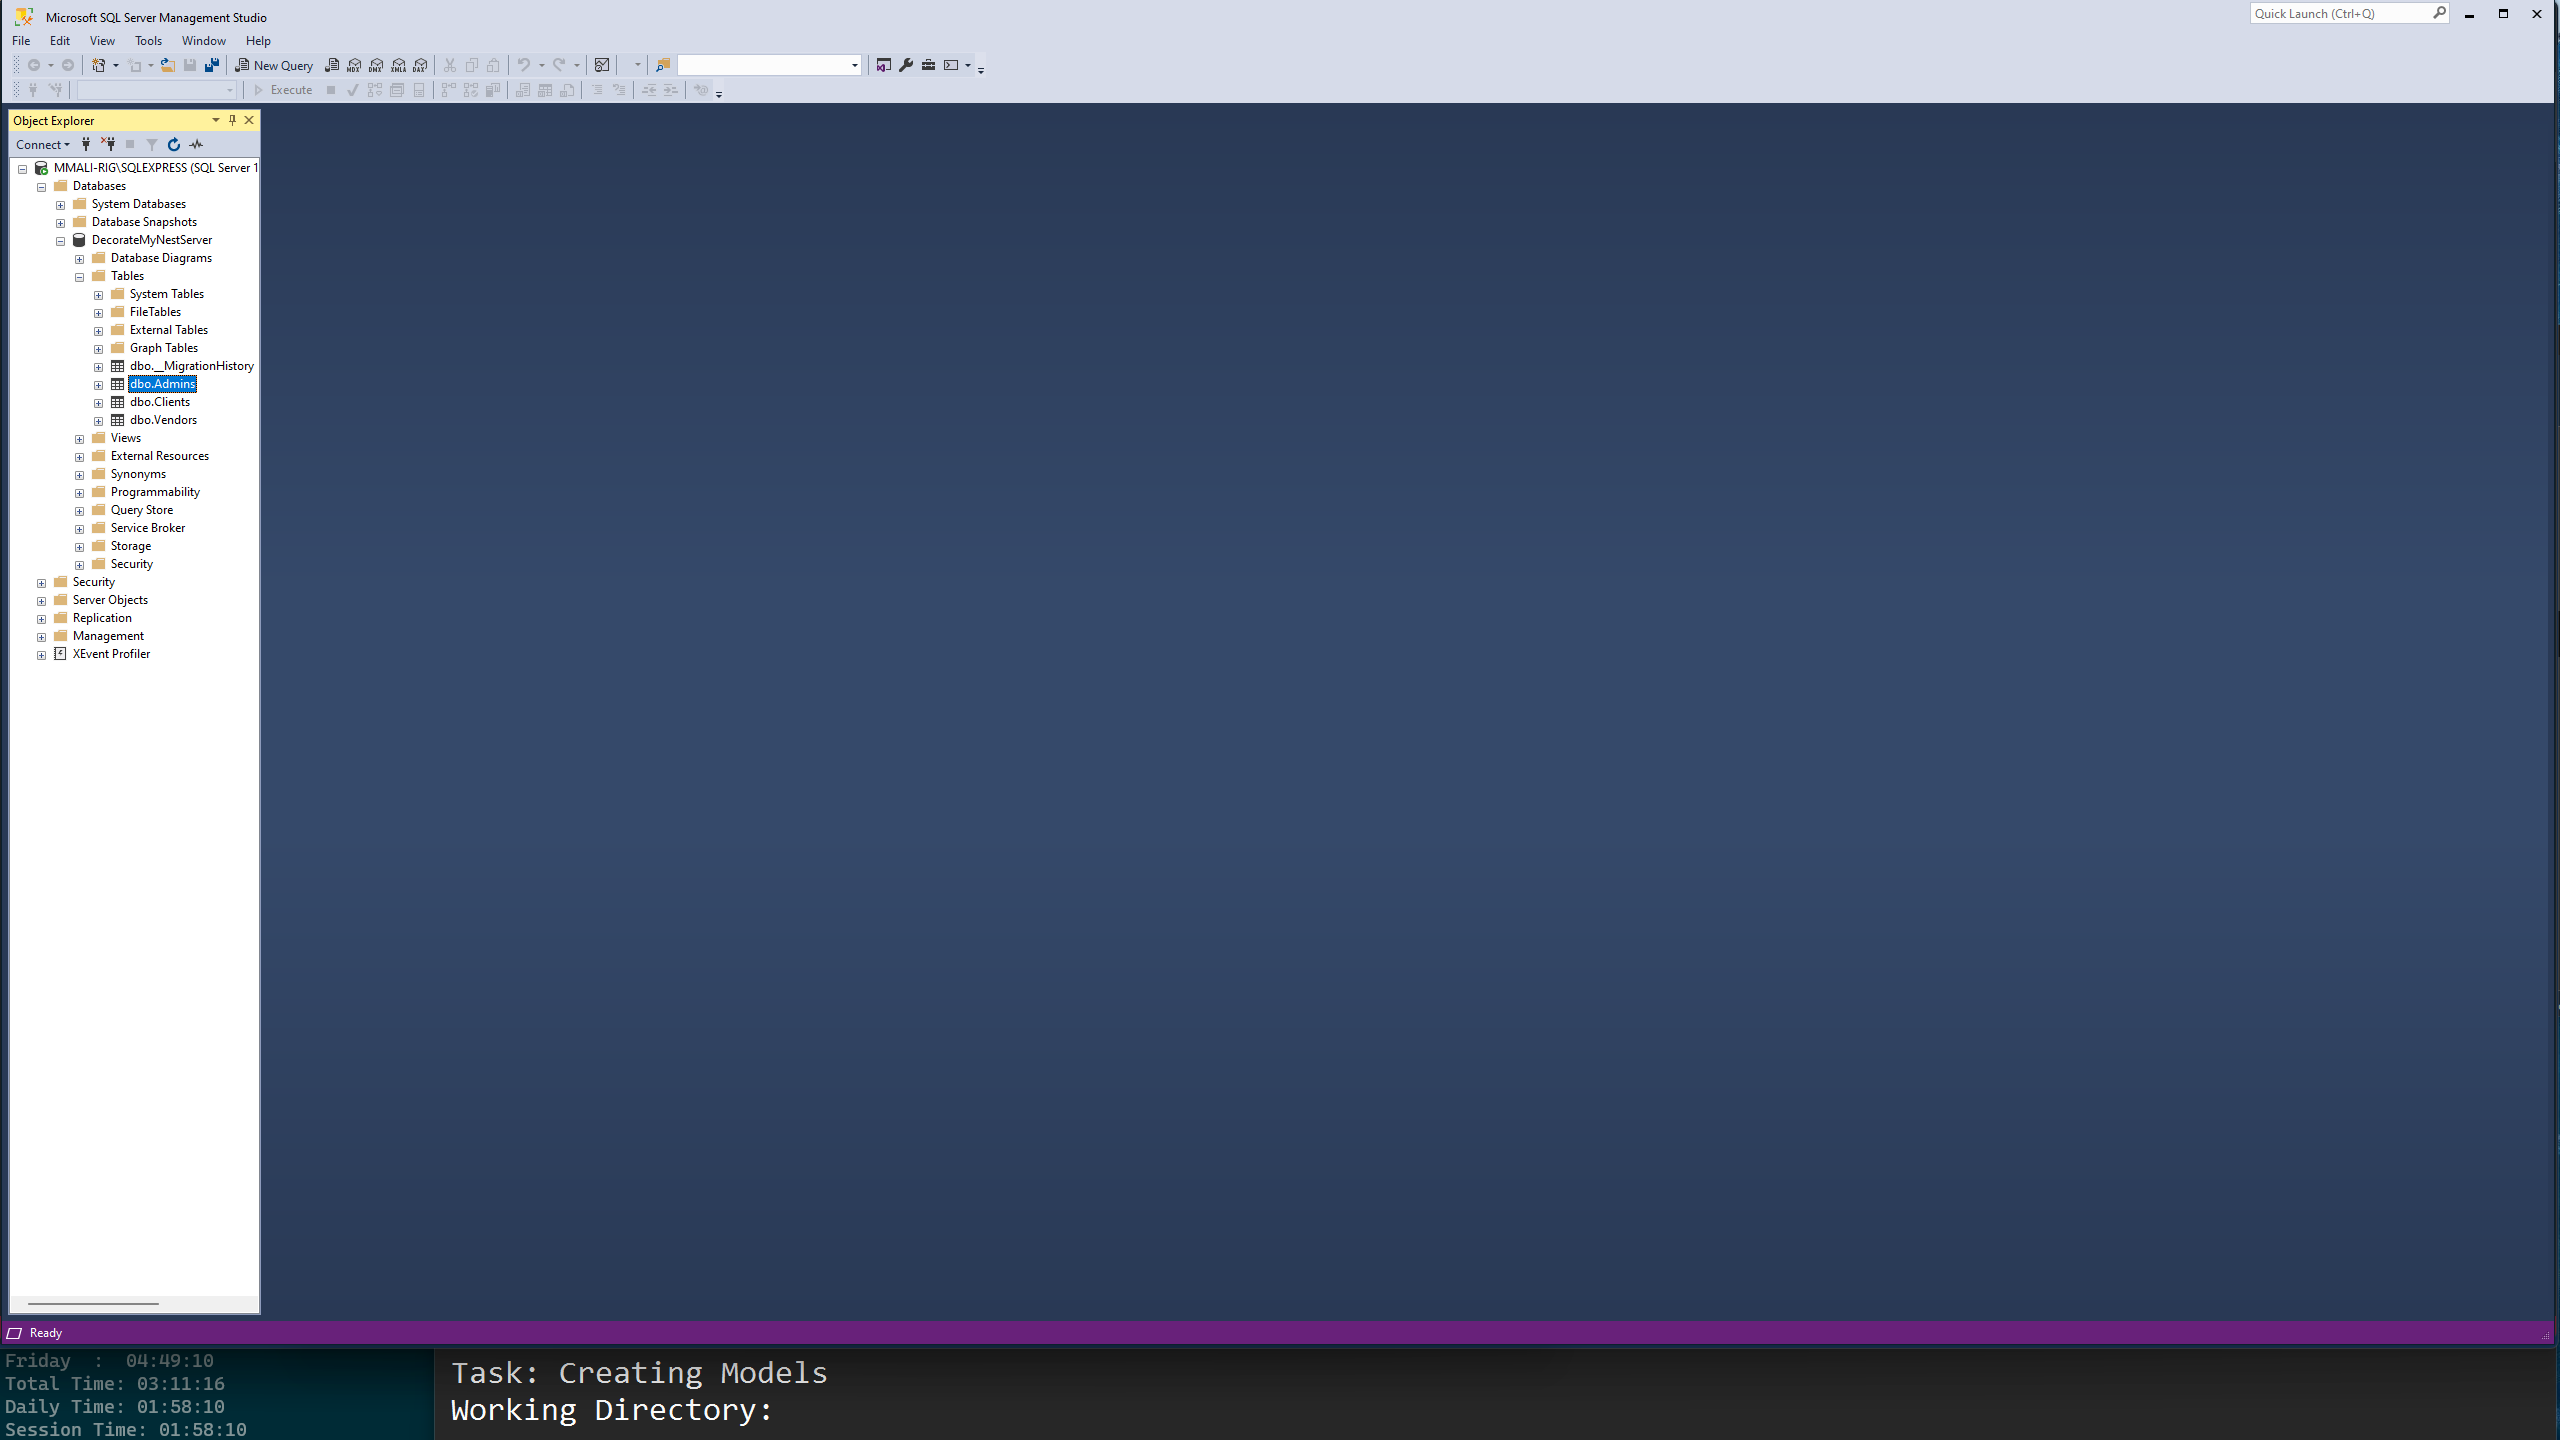 Microsoft SQL Server Management Studio
Quick Launch (Ctrl+Q)
File Edit View Tools Window Help
New Query MDX DMX XMLA DAX
Execute
Object Explorer
Connect
MMALI-RIG\SQLEXPRESS (SQL Server 1
Databases
System Databases
Database Snapshots
DecorateMyNestServer
Database Diagrams
Tables
System Tables
FileTables
External Tables
Graph Tables
dbo.__MigrationHistory
dbo.Admins
dbo.Clients
dbo.Vendors
Views
External Resources
Synonyms
Programmability
Query Store
Service Broker
Storage
Security
Security
Server Objects
Replication
Management
XEvent Profiler
Ready
Friday : 04:49:10
Total Time: 03:11:16
Daily Time: 01:58:10
Session Time: 01:58:10
Task: Creating Models
Working Directory: